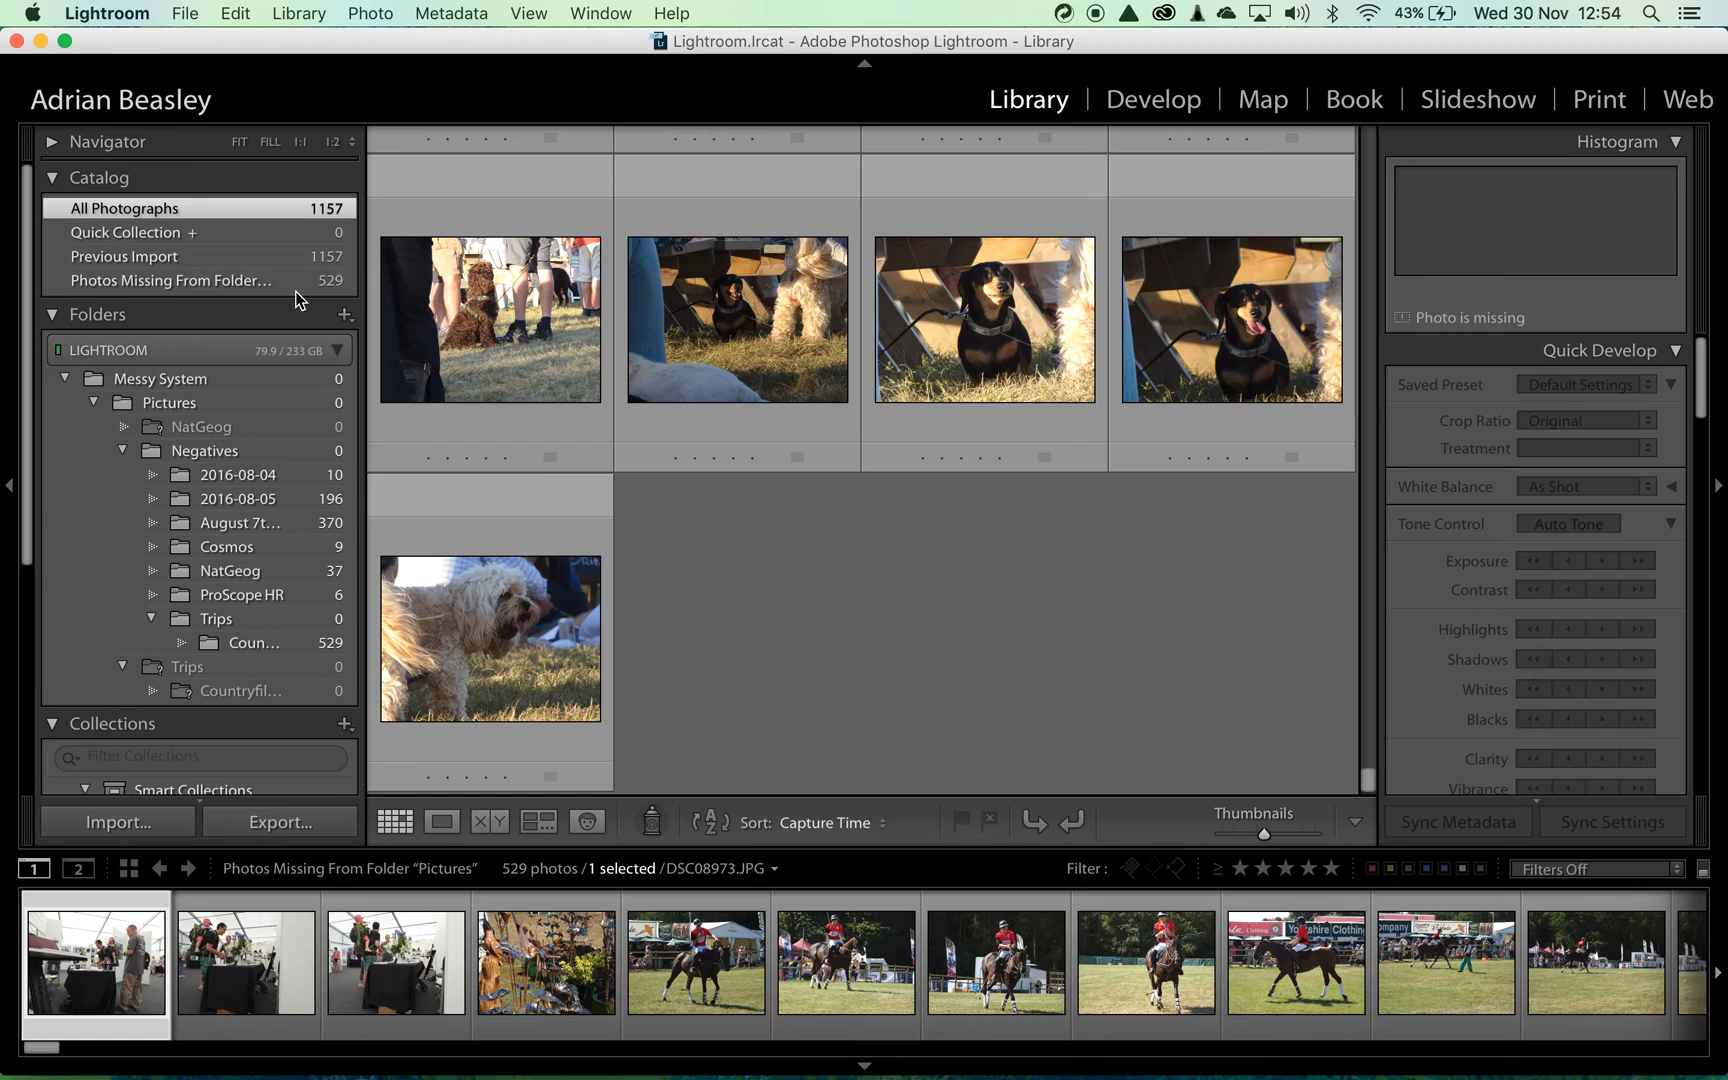 Lightroom File Edit Library Photo Metadata View Window Help 43% Wed 30 Nov 12:54
Lightroom.lrcat - Adobe Photoshop Lightroom - Library
Adrian Beasley Library | Develop | Map | Book | Slideshow | Print | Web
Navigator FIT FILL 1:1 1:2
Catalog
All Photographs 1157
Quick Collection + 0
Previous Import 1157
Photos Missing From Folder... 529
Folders
LIGHTROOM 79.9 / 233 GB
Messy System 0
Pictures 0
NatGeog 0
Negatives 0
2016-08-04 10
2016-08-05 196
August 7t... 370
Cosmos 9
NatGeog 37
ProScope HR 6
Trips 0
Coun... 529
Trips 0
Countryfil... 0
Collections
Filter Collections
Smart Collections
Import... Export...
Histogram
Photo is missing
Quick Develop
Saved Preset Default Settings
Crop Ratio Original
Treatment
White Balance As Shot
Tone Control Auto Tone
Exposure
Contrast
Highlights
Shadows
Whites
Blacks
Clarity
Vibrance
Sync Metadata Sync Settings
XY Sort: Capture Time Thumbnails
1 2 Photos Missing From Folder “Pictures” 529 photos / 1 selected / DSC08973.JPG Filter : Filters Off
Yorkshire Clothing Company